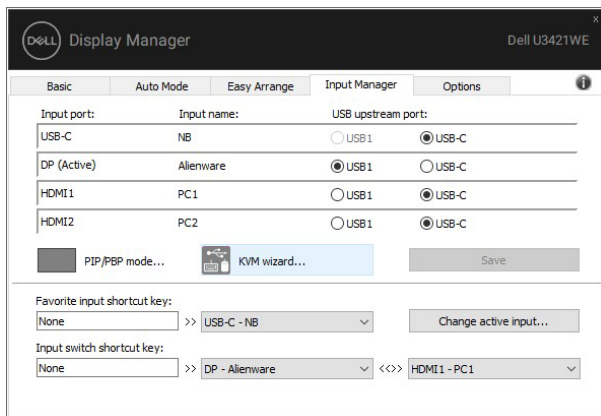 x
DELL Display Manager Dell U3421WE
Basic Auto Mode Easy Arrange Input Manager Options
Input port: Input name: USB upstream port:
USB-C NB USB1 USB-C
DP (Active) Alienware USB1 USB-C
HDMI1 PC1 USB1 USB-C
HDMI2 PC2 USB1 USB-C
PIP/PBP mode... KVM wizard... Save
Favorite input shortcut key:
None >> USB-C - NB Change active input...
Input switch shortcut key:
None >> DP - Alienware <<>> HDMI1 - PC1